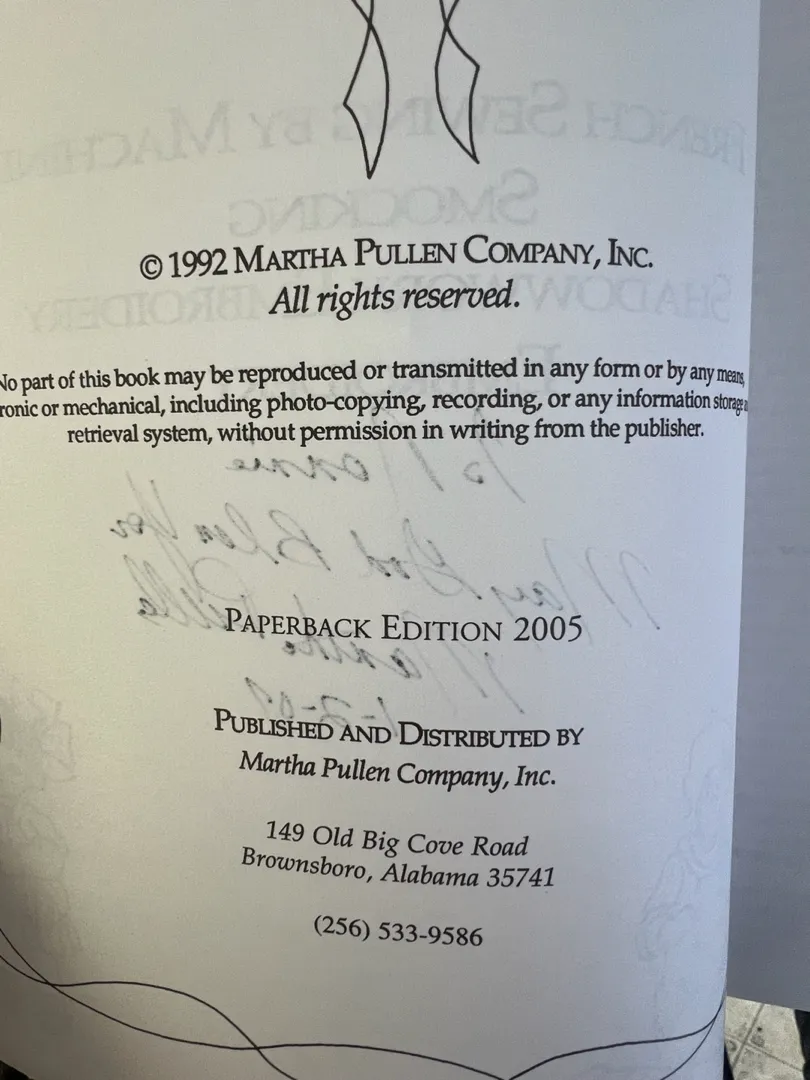 © 1992 MARTHA PULLEN COMPANY, INC.
All rights reserved.
No part of this book may be reproduced or transmitted in any form or by any means,
ronic or mechanical, including photo-copying, recording, or any information storage
retrieval system, without permission in writing from the publisher.
PAPERBACK EDITION 2005
PUBLISHED AND DISTRIBUTED BY
Martha Pullen Company, Inc.
149 Old Big Cove Road
Brownsboro, Alabama 35741
(256) 533-9586